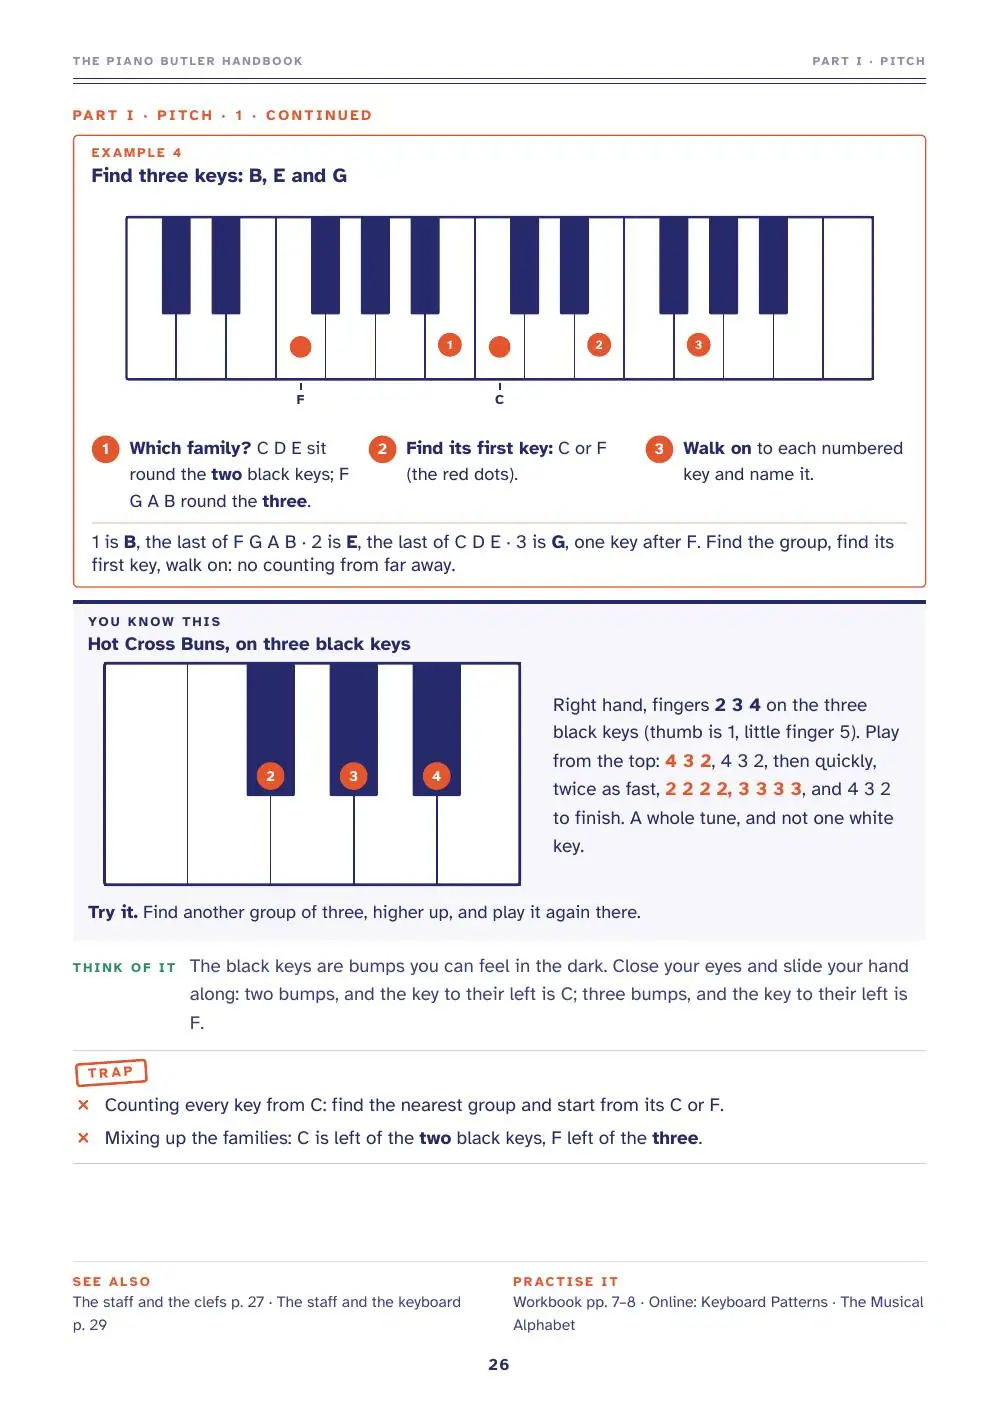 THE PIANO BUTLER HANDBOOK
PART I · PITCH
PART I · PITCH · 1 · CONTINUED
EXAMPLE 4
Find three keys: B, E and G
1
2
3
F
C
1 Which family? C D E sit
round the two black keys; F
G A B round the three.
2 Find its first key: C or F
(the red dots).
3 Walk on to each numbered
key and name it.
1 is B, the last of F G A B · 2 is E, the last of C D E · 3 is G, one key after F. Find the group, find its
first key, walk on: no counting from far away.
YOU KNOW THIS
Hot Cross Buns, on three black keys
2
3
4
Right hand, fingers 2 3 4 on the three
black keys (thumb is 1, little finger 5). Play
from the top: 4 3 2, 4 3 2, then quickly,
twice as fast, 2 2 2 2, 3 3 3 3, and 4 3 2
to finish. A whole tune, and not one white
key.
Try it. Find another group of three, higher up, and play it again there.
THINK OF IT
The black keys are bumps you can feel in the dark. Close your eyes and slide your hand
along: two bumps, and the key to their left is C; three bumps, and the key to their left is
F.
TRAP
× Counting every key from C: find the nearest group and start from its C or F.
× Mixing up the families: C is left of the two black keys, F left of the three.
SEE ALSO
The staff and the clefs p. 27 · The staff and the keyboard
p. 29
PRACTISE IT
Workbook pp. 7–8 · Online: Keyboard Patterns · The Musical
Alphabet
26